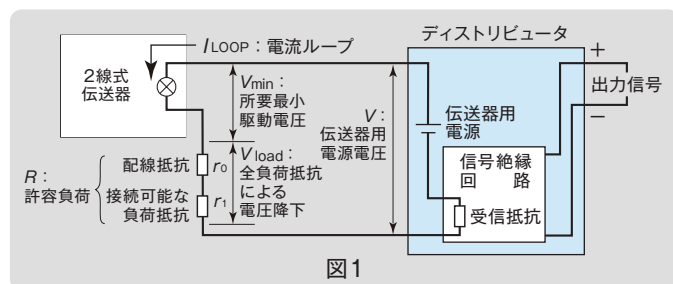 ディストリビュータ
ILOOP：電流ループ
2線式
伝送器
Vmin：
所要最小
駆動電圧
V：
伝送器用
電源電圧
伝送器用
電源
＋
出力信号
－
信号絶縁
回　路
受信抵抗
R：
許容負荷
配線抵抗
r0
接続可能な
負荷抵抗
r1
Vload：
全負荷抵抗
による
電圧降下
図1